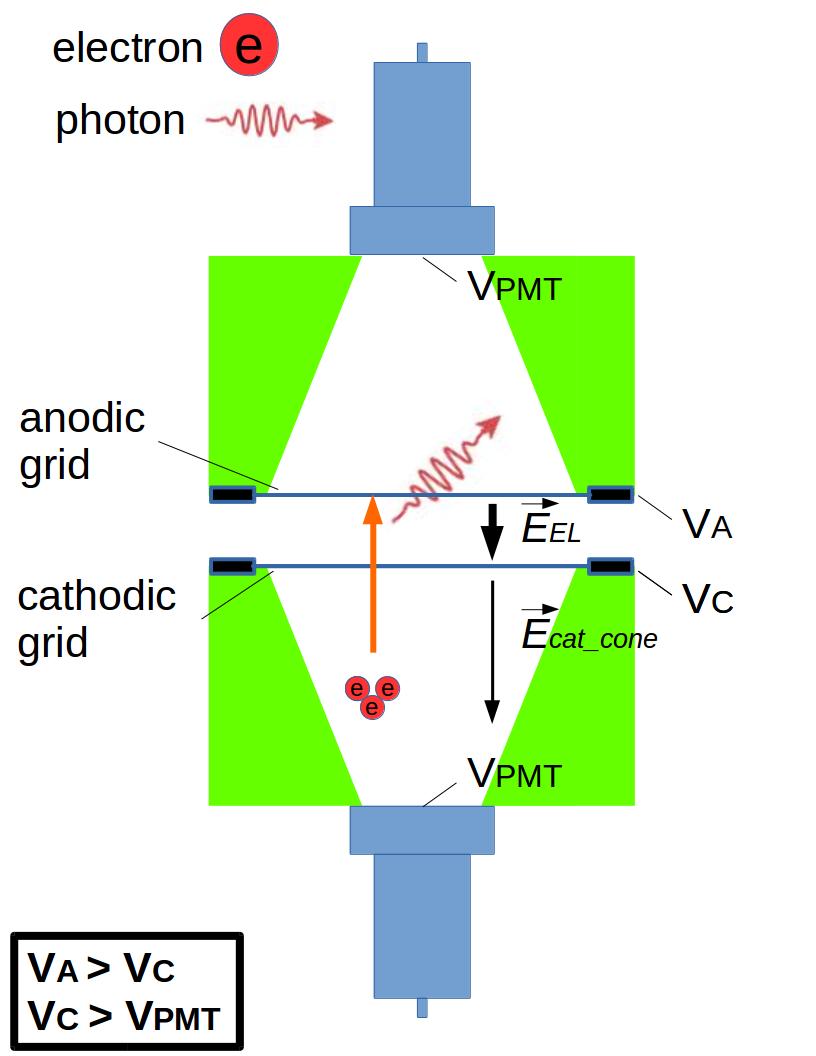 electron e
photon
VPMT
anodic
grid
EEL
VA
cathodic
grid
VC
Ecat_cone
e e
e
VPMT
VA > VC
VC > VPMT